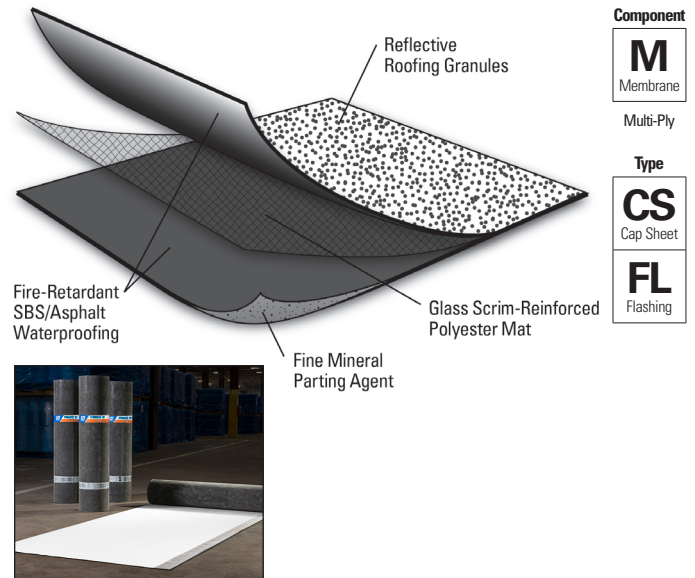 Component
M
Membrane
Multi-Ply
Type
CS
Cap Sheet
FL
Flashing
Reflective
Roofing Granules
Fire-Retardant
SBS/Asphalt
Waterproofing
Glass Scrim-Reinforced
Polyester Mat
Fine Mineral
Parting Agent